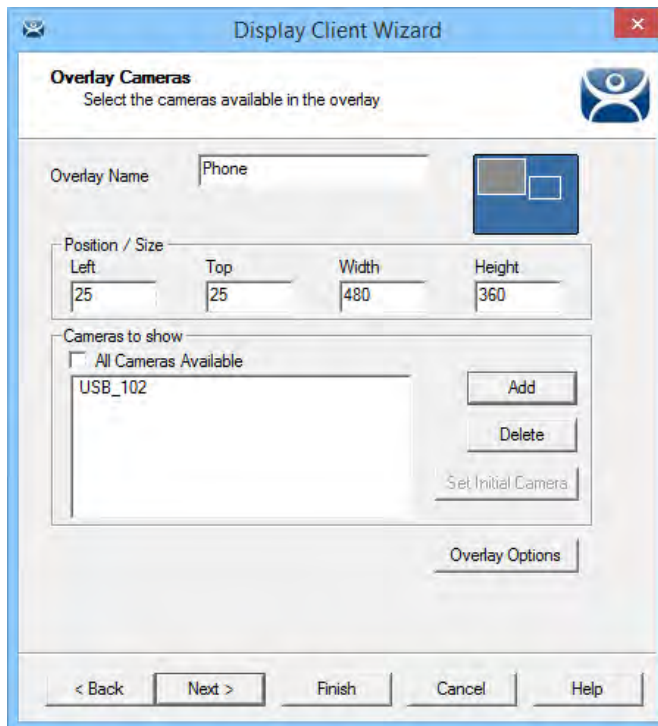 Display Client Wizard
Overlay Cameras
Select the cameras available in the overlay
Overlay Name Phone
Position / Size
Left Top Width Height
25 25 480 360
Cameras to show
All Cameras Available
USB_102
Add
Delete
Set Initial Camera
Overlay Options
< Back Next > Finish Cancel Help